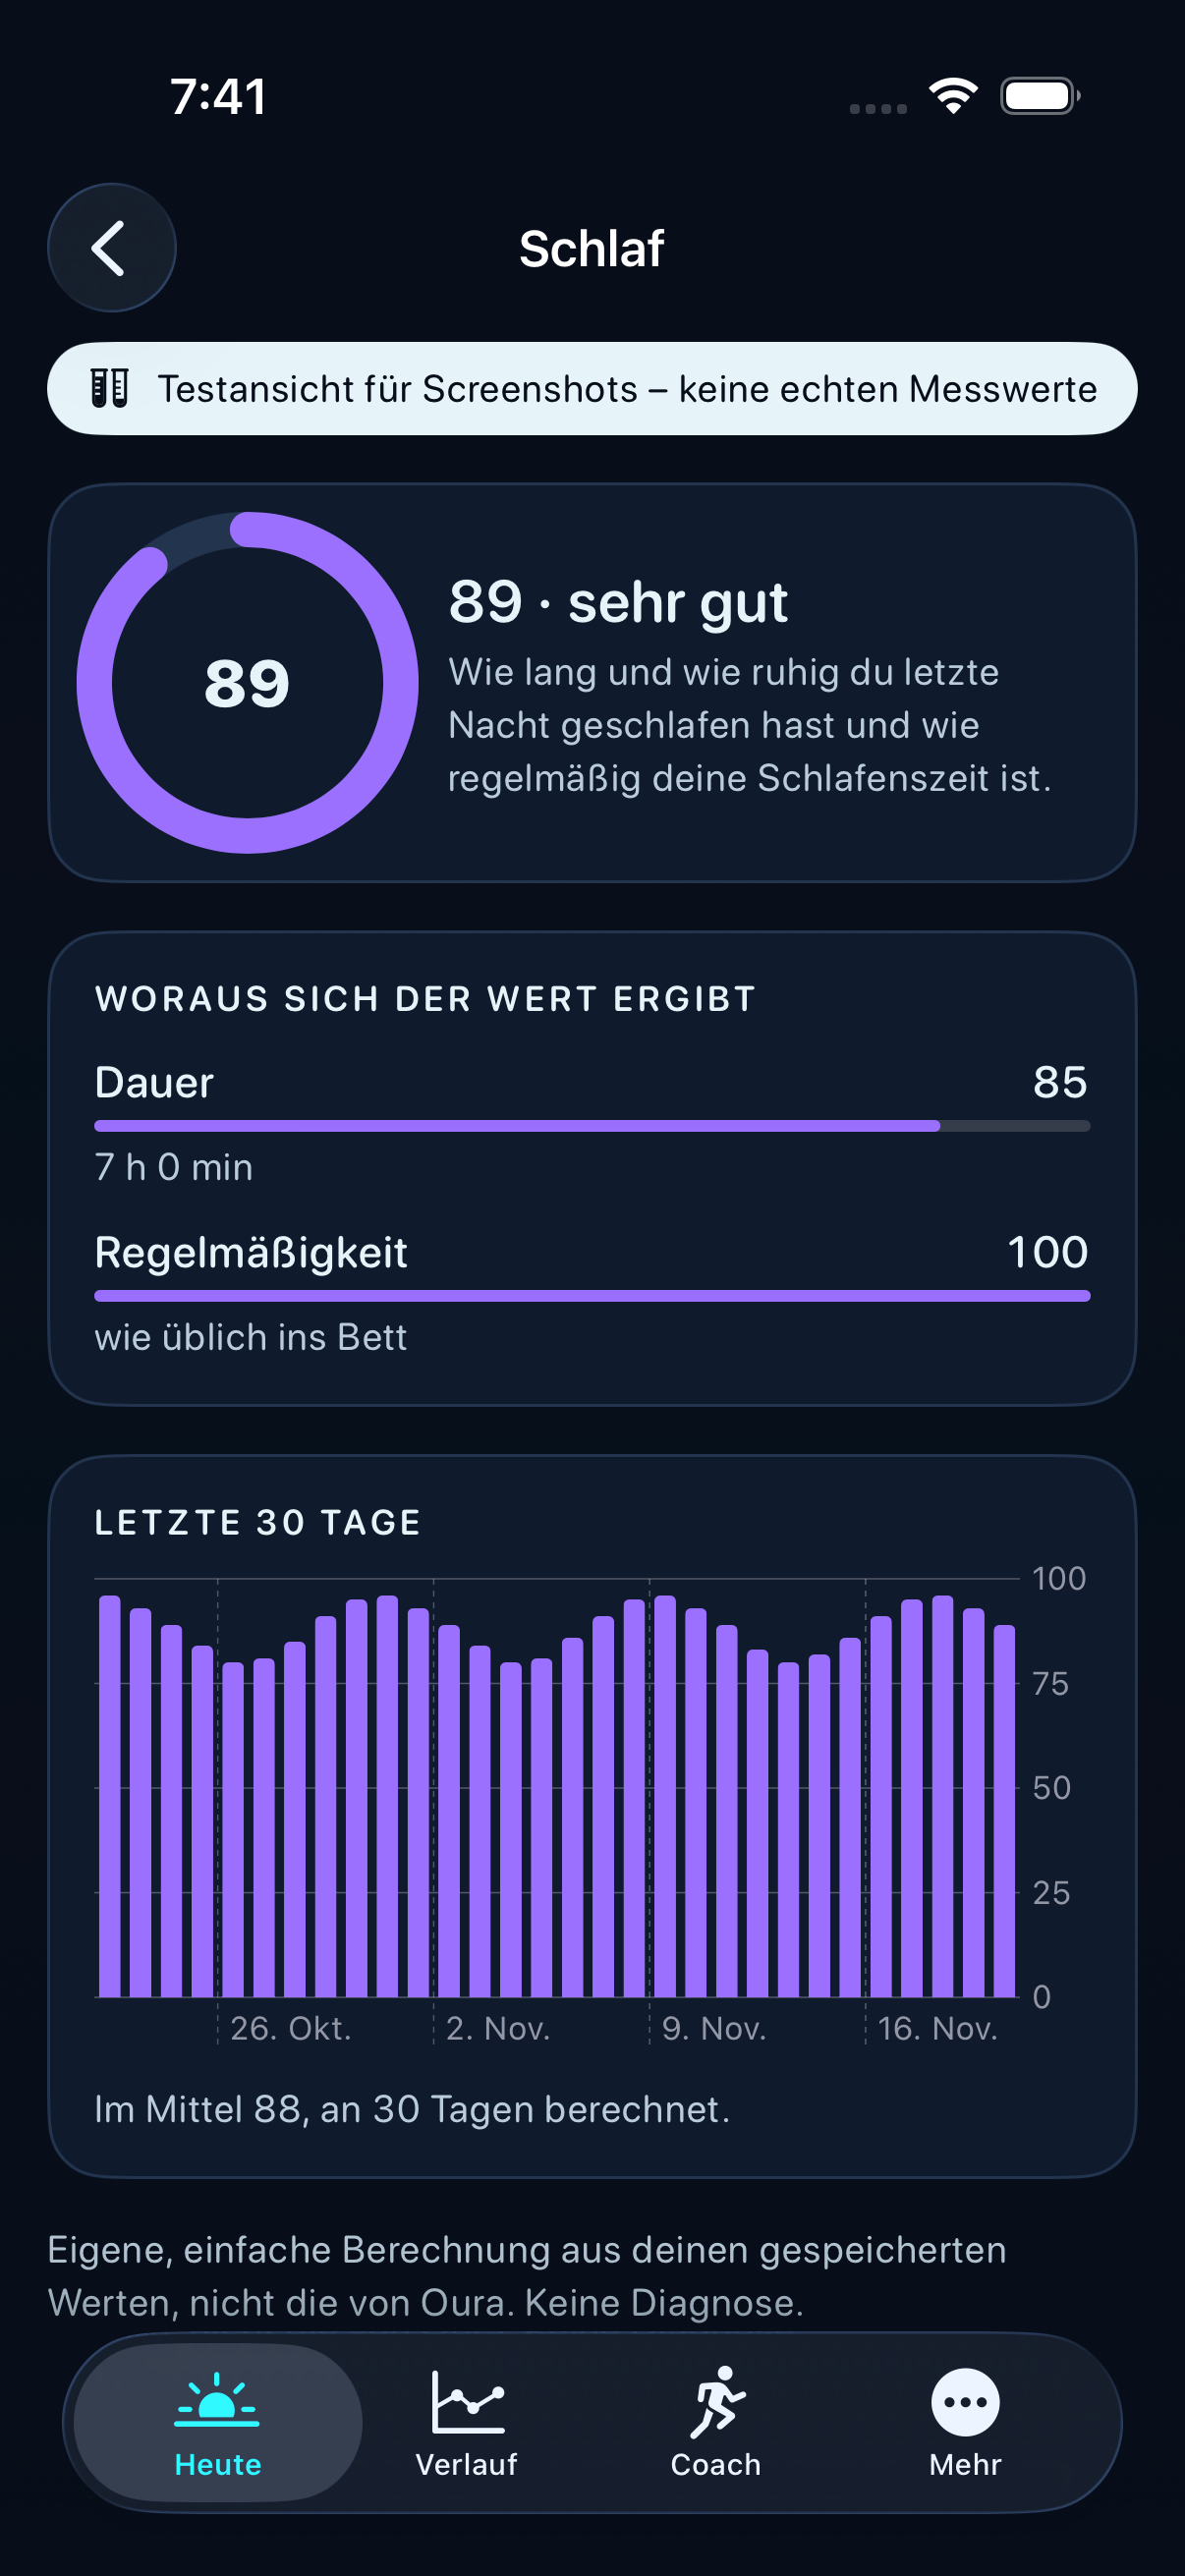 7:41
Schlaf
Testansicht für Screenshots – keine echten Messwerte
89
89 · sehr gut
Wie lang und wie ruhig du letzte
Nacht geschlafen hast und wie
regelmäßig deine Schlafenszeit ist.
WORAUS SICH DER WERT ERGIBT
Dauer 85
7 h 0 min
Regelmäßigkeit 100
wie üblich ins Bett
LETZTE 30 TAGE
100
75
50
25
0
26. Okt. 2. Nov. 9. Nov. 16. Nov.
Im Mittel 88, an 30 Tagen berechnet.
Eigene, einfache Berechnung aus deinen gespeicherten
Werten, nicht die von Oura. Keine Diagnose.
Heute Verlauf Coach Mehr